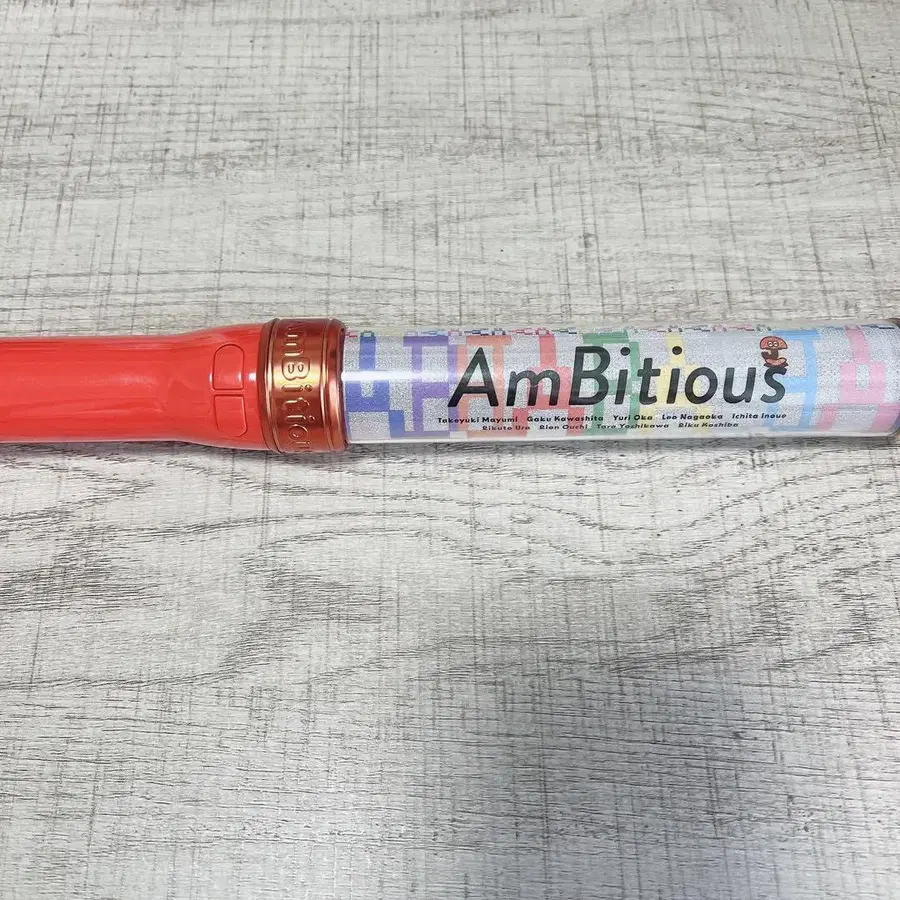 AmBitious
Takeyuki Mayumi Gaku Kawashita Yuri Oka Leo Nagaoka Ichita Inoue
Rikuto Ura Rion Ouchi Taro Yoshikawa Riku Koshiba